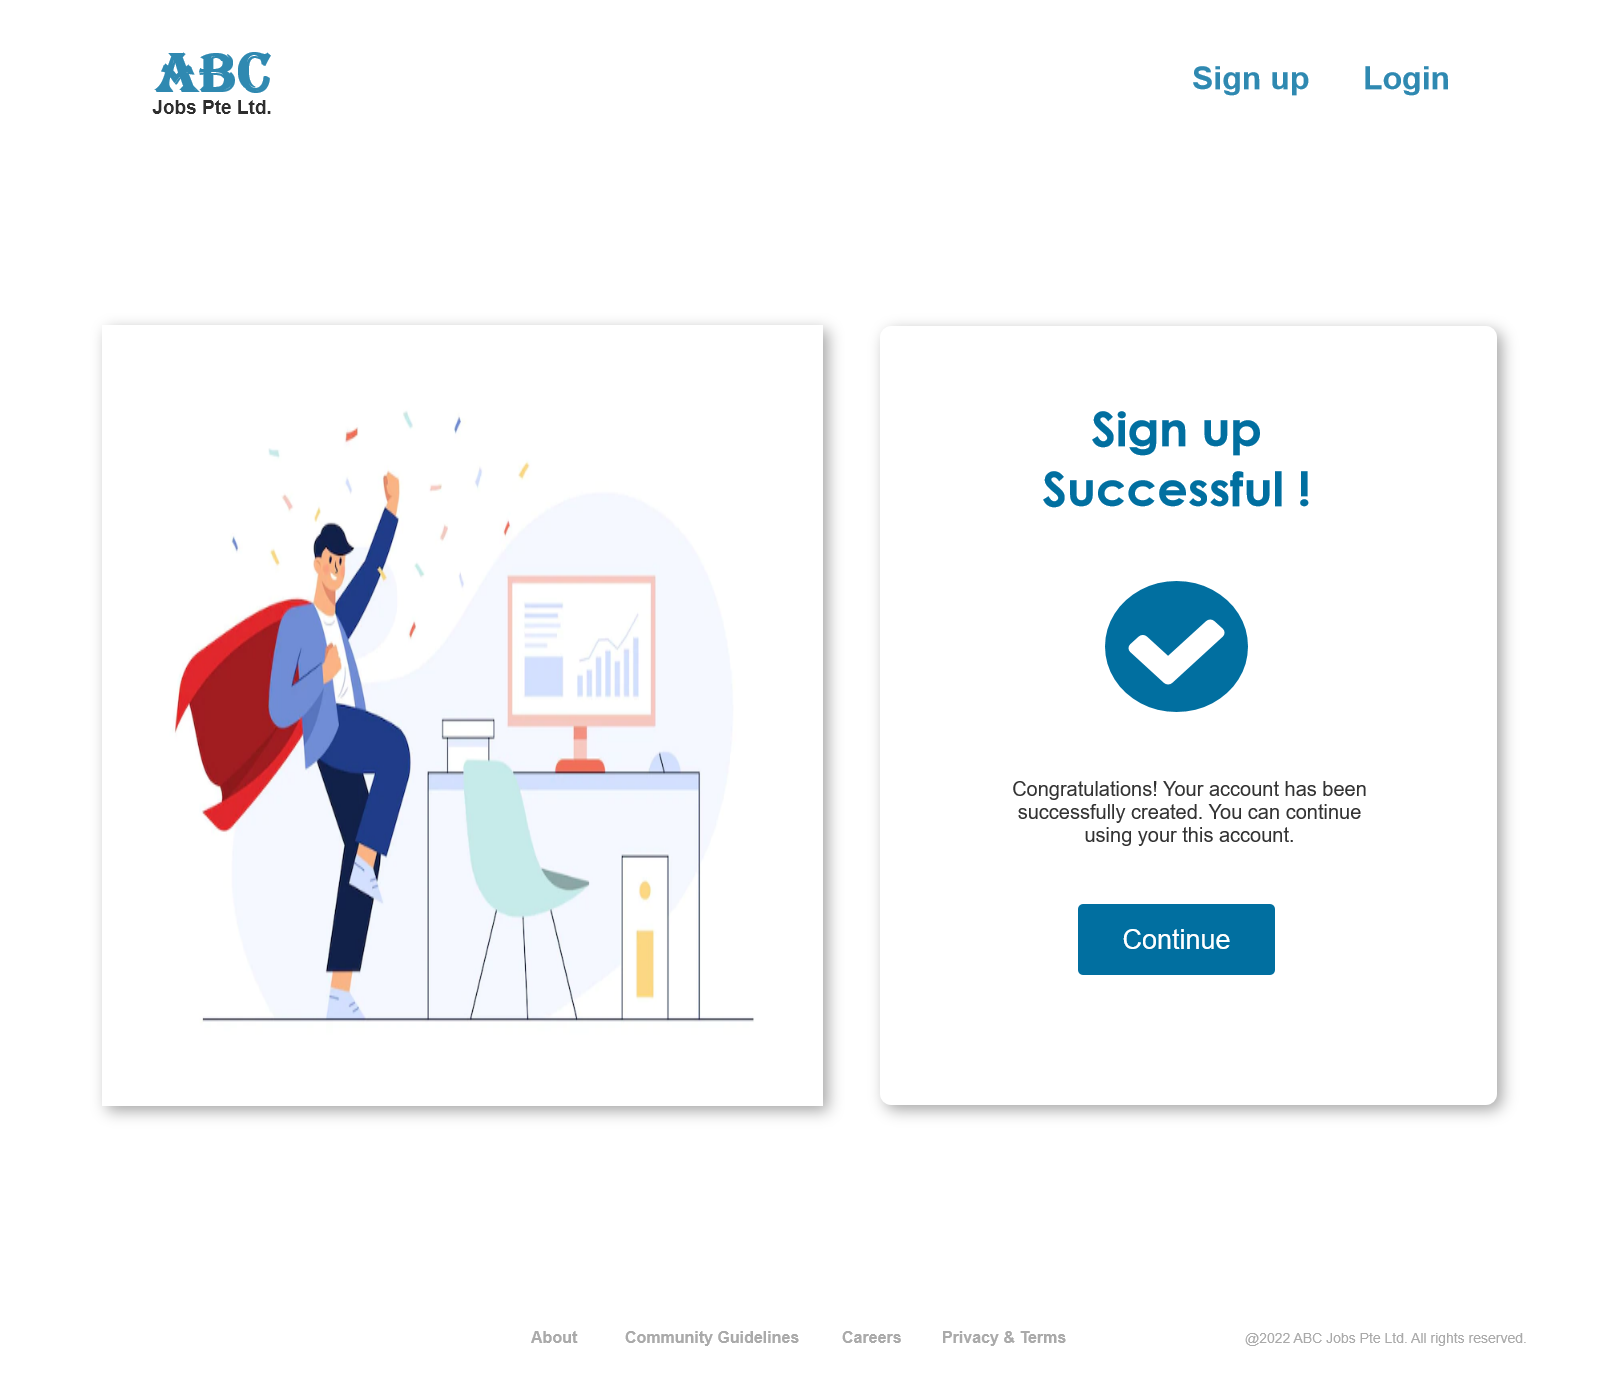 ABC
Jobs Pte Ltd.
Sign up
Login
Sign up
Successful !
Congratulations! Your account has been
successfully created. You can continue
using your this account.
Continue
About
Community Guidelines
Careers
Privacy & Terms
@2022 ABC Jobs Pte Ltd. All rights reserved.